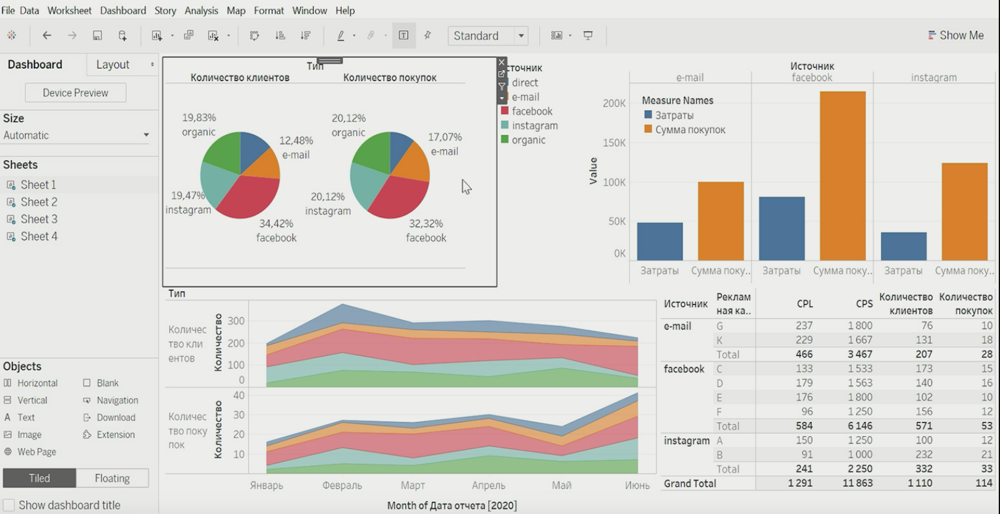 File Data Worksheet Dashboard Story Analysis Map Format Window Help
Standard
Show Me
Dashboard Layout
Device Preview
Size
Automatic
Sheets
Sheet 1
Sheet 2
Sheet 3
Sheet 4
Objects
Horizontal Blank
Vertical Navigation
Text Download
Image Extension
Web Page
Tiled Floating
Show dashboard title
Тип
Количество клиентов Количество покупок
19,83%
organic
12,48%
e-mail
19,47%
instagram
34,42%
facebook
20,12%
organic
17,07%
e-mail
20,12%
instagram
32,32%
facebook
сточник
direct
e-mail
facebook
instagram
organic
Источник
e-mail facebook instagram
Measure Names
Затраты
Сумма покупок
Value
200K
150K
100K
50K
0K
Затраты Сумма поку.. Затраты Сумма поку.. Затраты Сумма поку..
Тип
Количес
тво кли
ентов
Количество
300
200
100
0
Количес
тво поку
пок
Количество
40
30
20
10
Январь Февраль Март Апрель Май Июнь
Month of Дата отчета [2020]
Источник Реклам
ная ка.. CPL CPS Количество
клиентов Количество
покупок
e-mail G 237 1 800 76 10
K 229 1 667 131 18
Total 466 3 467 207 28
facebook C 133 1 533 173 15
D 179 1 563 140 16
E 176 1 800 102 10
F 96 1 250 156 12
Total 584 6 146 571 53
instagram A 150 1 250 100 12
B 91 1 000 232 21
Total 241 2 250 332 33
Grand Total 1 291 11 863 1 110 114